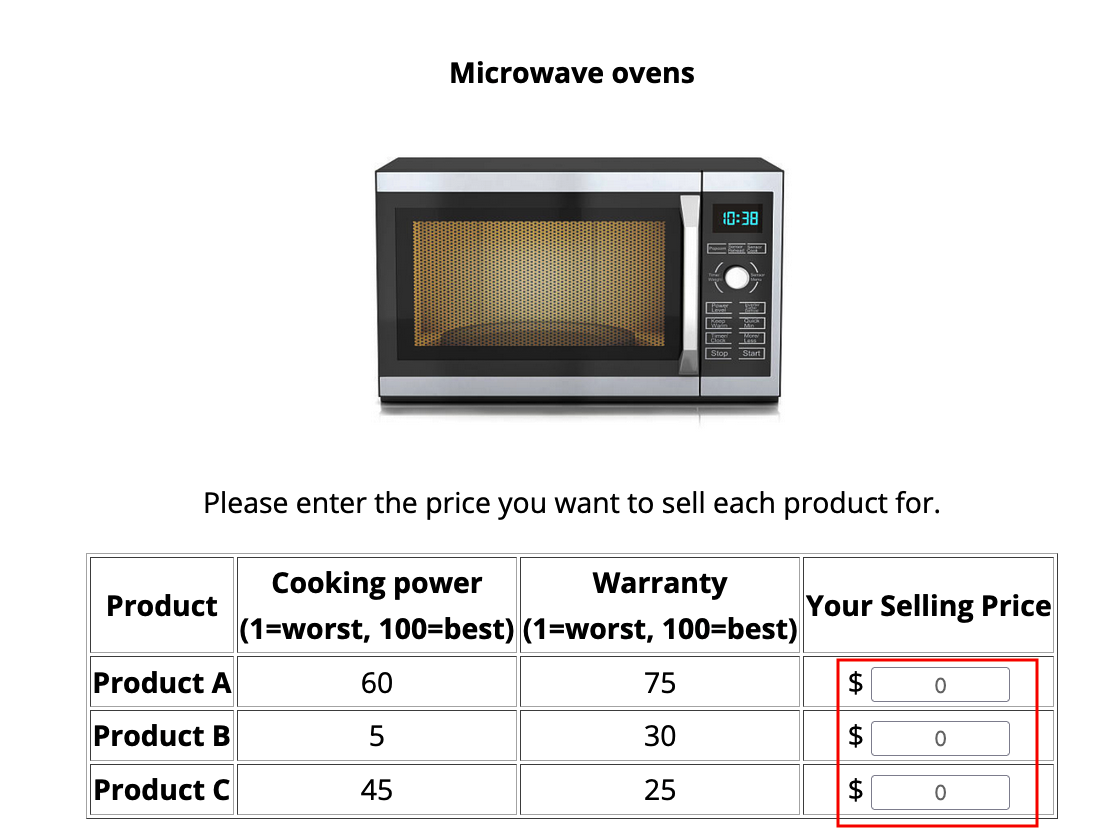 Microwave ovens
10:38
Stop Start
Please enter the price you want to sell each product for.
Product Cooking power (1=worst, 100=best) Warranty (1=worst, 100=best) Your Selling Price
Product A 60 75 $ 0
Product B 5 30 $ 0
Product C 45 25 $ 0